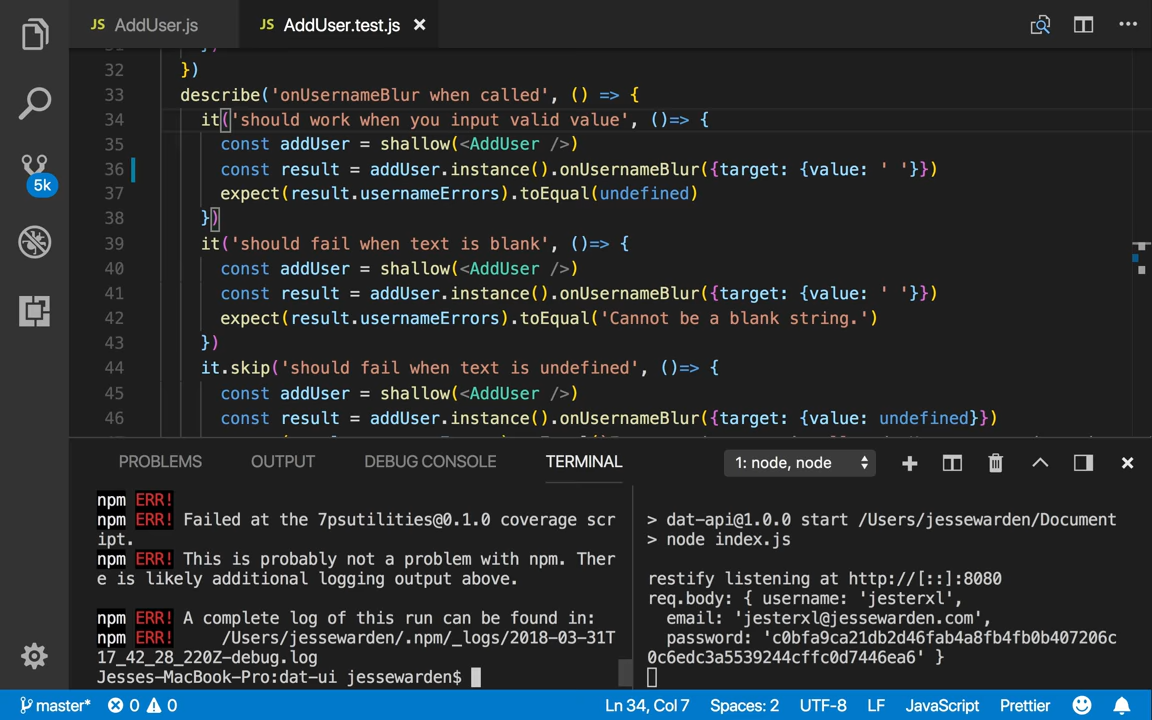 JS AddUser.js JS AddUser.test.js ×
32 })
33 describe('onUsernameBlur when called', () => {
34 it('should work when you input valid value', ()=> {
35 const addUser = shallow(<AddUser />)
36 const result = addUser.instance().onUsernameBlur({target: {value: ' '}})
37 expect(result.usernameErrors).toEqual(undefined)
38 })
39 it('should fail when text is blank', ()=> {
40 const addUser = shallow(<AddUser />)
41 const result = addUser.instance().onUsernameBlur({target: {value: ' '}})
42 expect(result.usernameErrors).toEqual('Cannot be a blank string.')
43 })
44 it.skip('should fail when text is undefined', ()=> {
45 const addUser = shallow(<AddUser />)
46 const result = addUser.instance().onUsernameBlur({target: {value: undefined}})
5k
PROBLEMS OUTPUT DEBUG CONSOLE TERMINAL 1: node, node
npm ERR!
npm ERR! Failed at the 7psutilities@0.1.0 coverage scr
ipt.
npm ERR! This is probably not a problem with npm. Ther
e is likely additional logging output above.
npm ERR! A complete log of this run can be found in:
npm ERR!     /Users/jessewarden/.npm/_logs/2018-03-31T
17_42_28_220Z-debug.log
Jesses-MacBook-Pro:dat-ui jessewarden$
> dat-api@1.0.0 start /Users/jessewarden/Document
> node index.js
restify listening at http://[::]:8080
req.body: { username: 'jesterxl',
email: 'jesterxl@jessewarden.com',
password: 'c0bfa9ca21db2d46fab4a8fb4fb0b407206c
0c6edc3a5539244cffc0d7446ea6' }
master* 0 0 Ln 34, Col 7 Spaces: 2 UTF-8 LF JavaScript Prettier